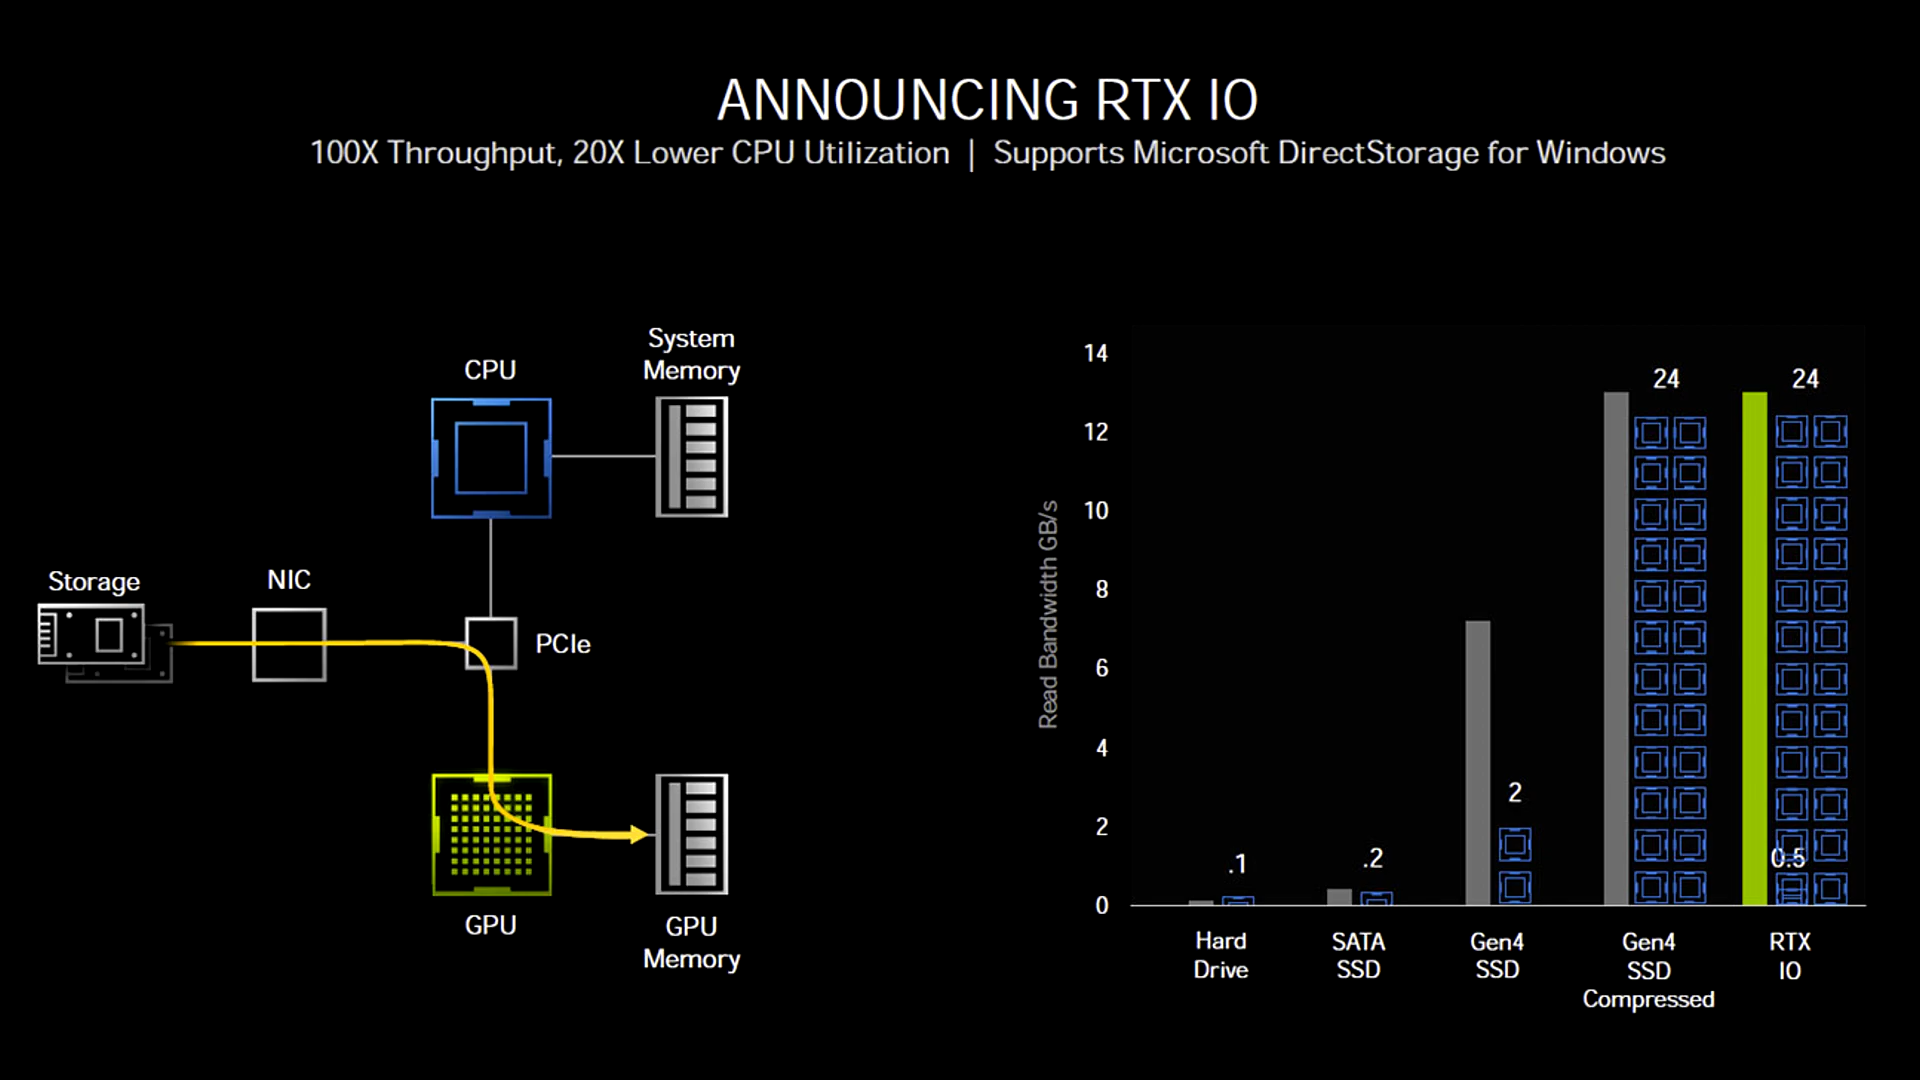 ANNOUNCING RTX IO
100X Throughput, 20X Lower CPU Utilization | Supports Microsoft DirectStorage for Windows
System
Memory
CPU
Storage
NIC
PCIe
GPU
GPU
Memory
Read Bandwidth GB/s
14
12
10
8
6
4
2
0
.1
.2
2
24
24
0.5
Hard
Drive
SATA
SSD
Gen4
SSD
Gen4
SSD
Compressed
RTX
IO